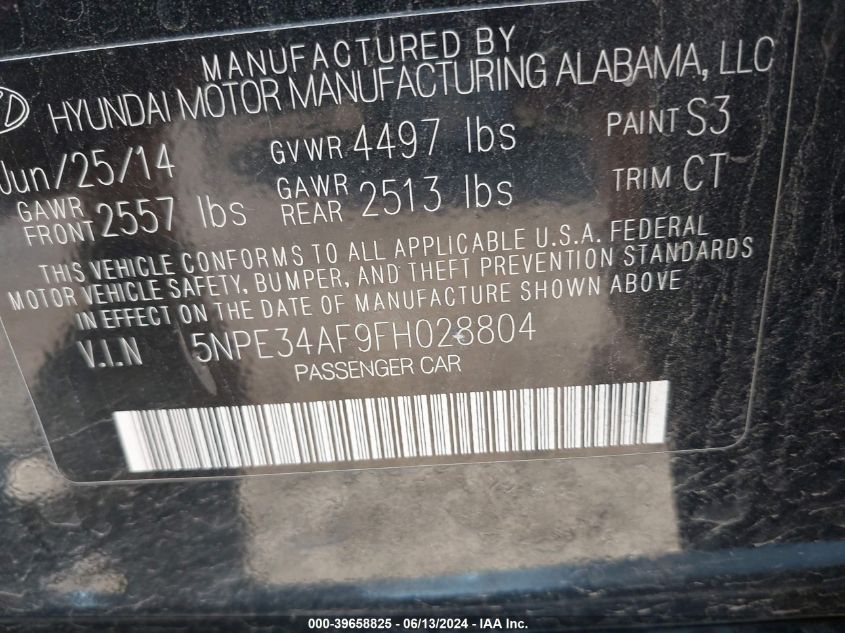 MANUFACTURED BY
HYUNDAI MOTOR MANUFACTURING ALABAMA, LLC
Jun/25/14 GVWR 4497 lbs PAINT S3
GAWR FRONT 2557 lbs GAWR REAR 2513 lbs TRIM CT
THIS VEHICLE CONFORMS TO ALL APPLICABLE U.S.A. FEDERAL
MOTOR VEHICLE SAFETY, BUMPER, AND THEFT PREVENTION STANDARDS
IN EFFECT ON THE DATE OF MANUFACTURE SHOWN ABOVE
V.I.N 5NPE34AF9FH028804
PASSENGER CAR
000-39658825 - 06/13/2024 - IAA Inc.